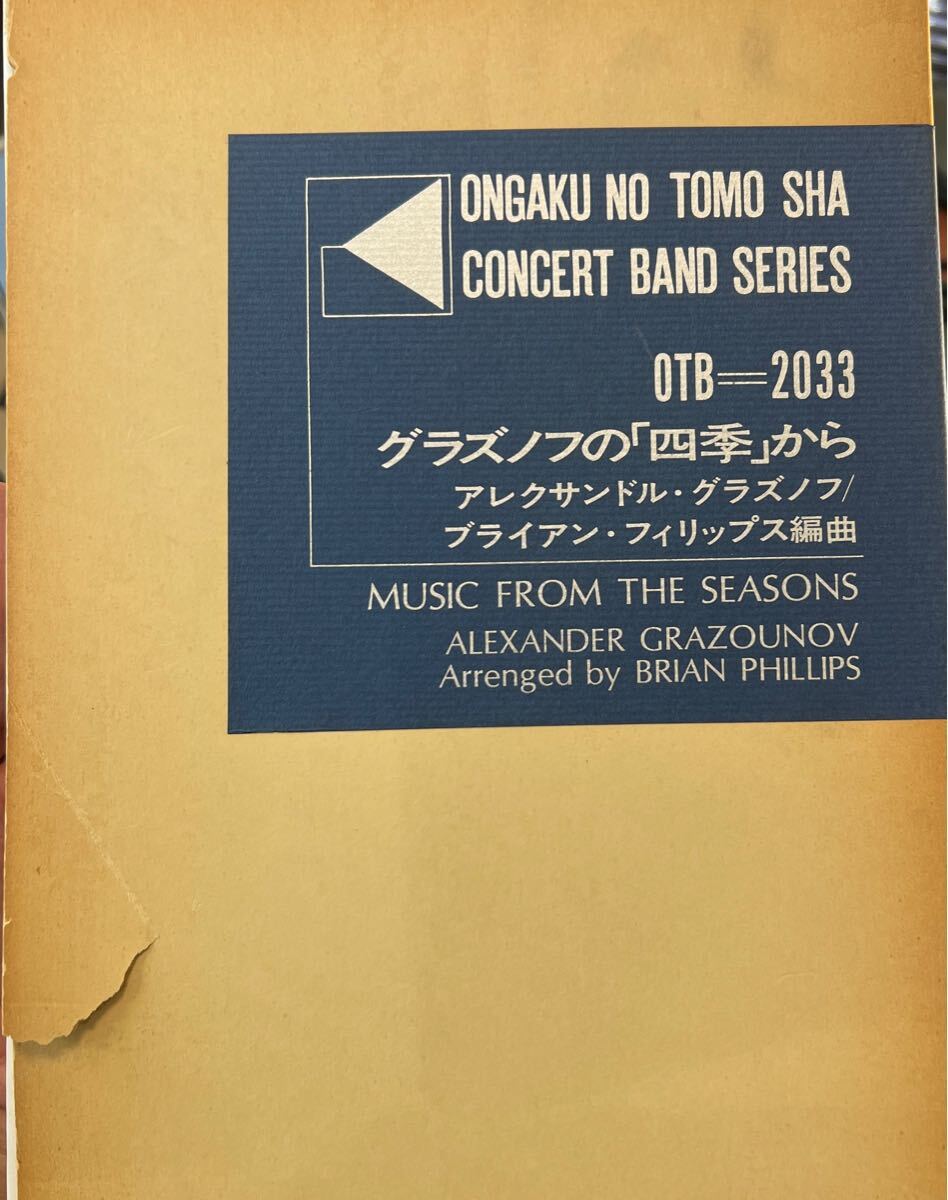 ONGAKU NO TOMO SHA
CONCERT BAND SERIES
OTB=2033
グラズノフの「四季」から
アレクサンドル・グラズノフ/
ブライアン・フィリップス編曲
MUSIC FROM THE SEASONS
ALEXANDER GRAZOUNOV
Arrenged by BRIAN PHILLIPS